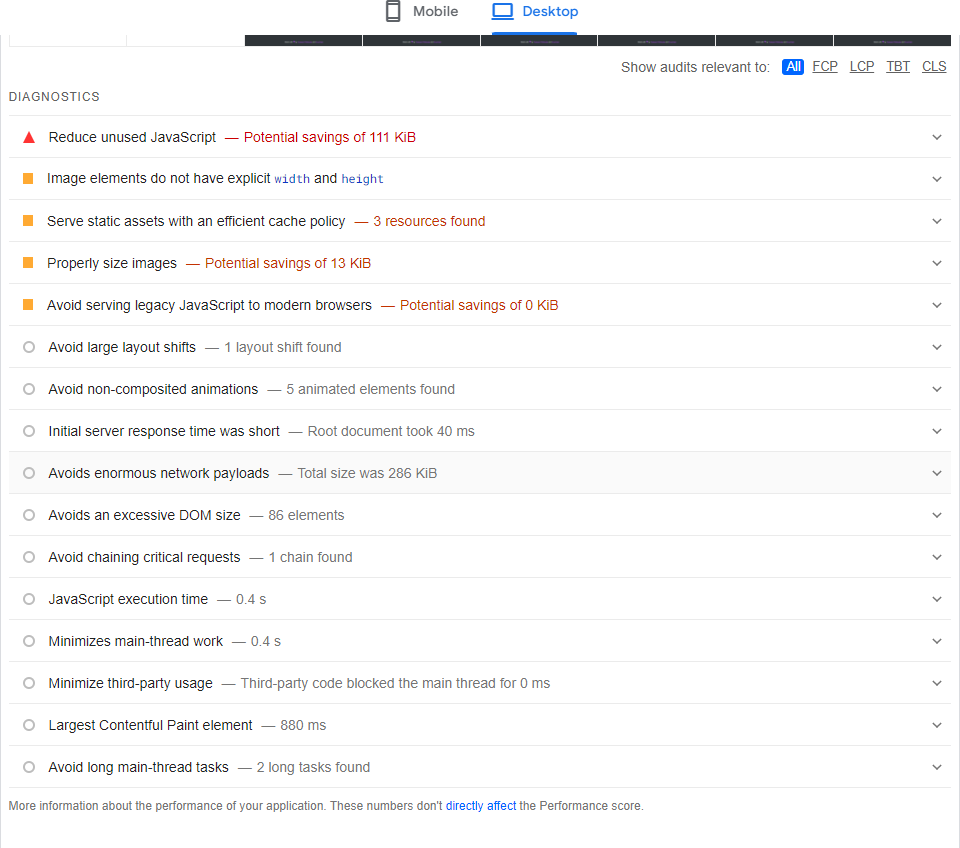 Mobile Desktop
Show audits relevant to: All FCP LCP TBT CLS
DIAGNOSTICS
Reduce unused JavaScript — Potential savings of 111 KiB
Image elements do not have explicit width and height
Serve static assets with an efficient cache policy — 3 resources found
Properly size images — Potential savings of 13 KiB
Avoid serving legacy JavaScript to modern browsers — Potential savings of 0 KiB
Avoid large layout shifts — 1 layout shift found
Avoid non-composited animations — 5 animated elements found
Initial server response time was short — Root document took 40 ms
Avoids enormous network payloads — Total size was 286 KiB
Avoids an excessive DOM size — 86 elements
Avoid chaining critical requests — 1 chain found
JavaScript execution time — 0.4 s
Minimizes main-thread work — 0.4 s
Minimize third-party usage — Third-party code blocked the main thread for 0 ms
Largest Contentful Paint element — 880 ms
Avoid long main-thread tasks — 2 long tasks found
More information about the performance of your application. These numbers don't directly affect the Performance score.